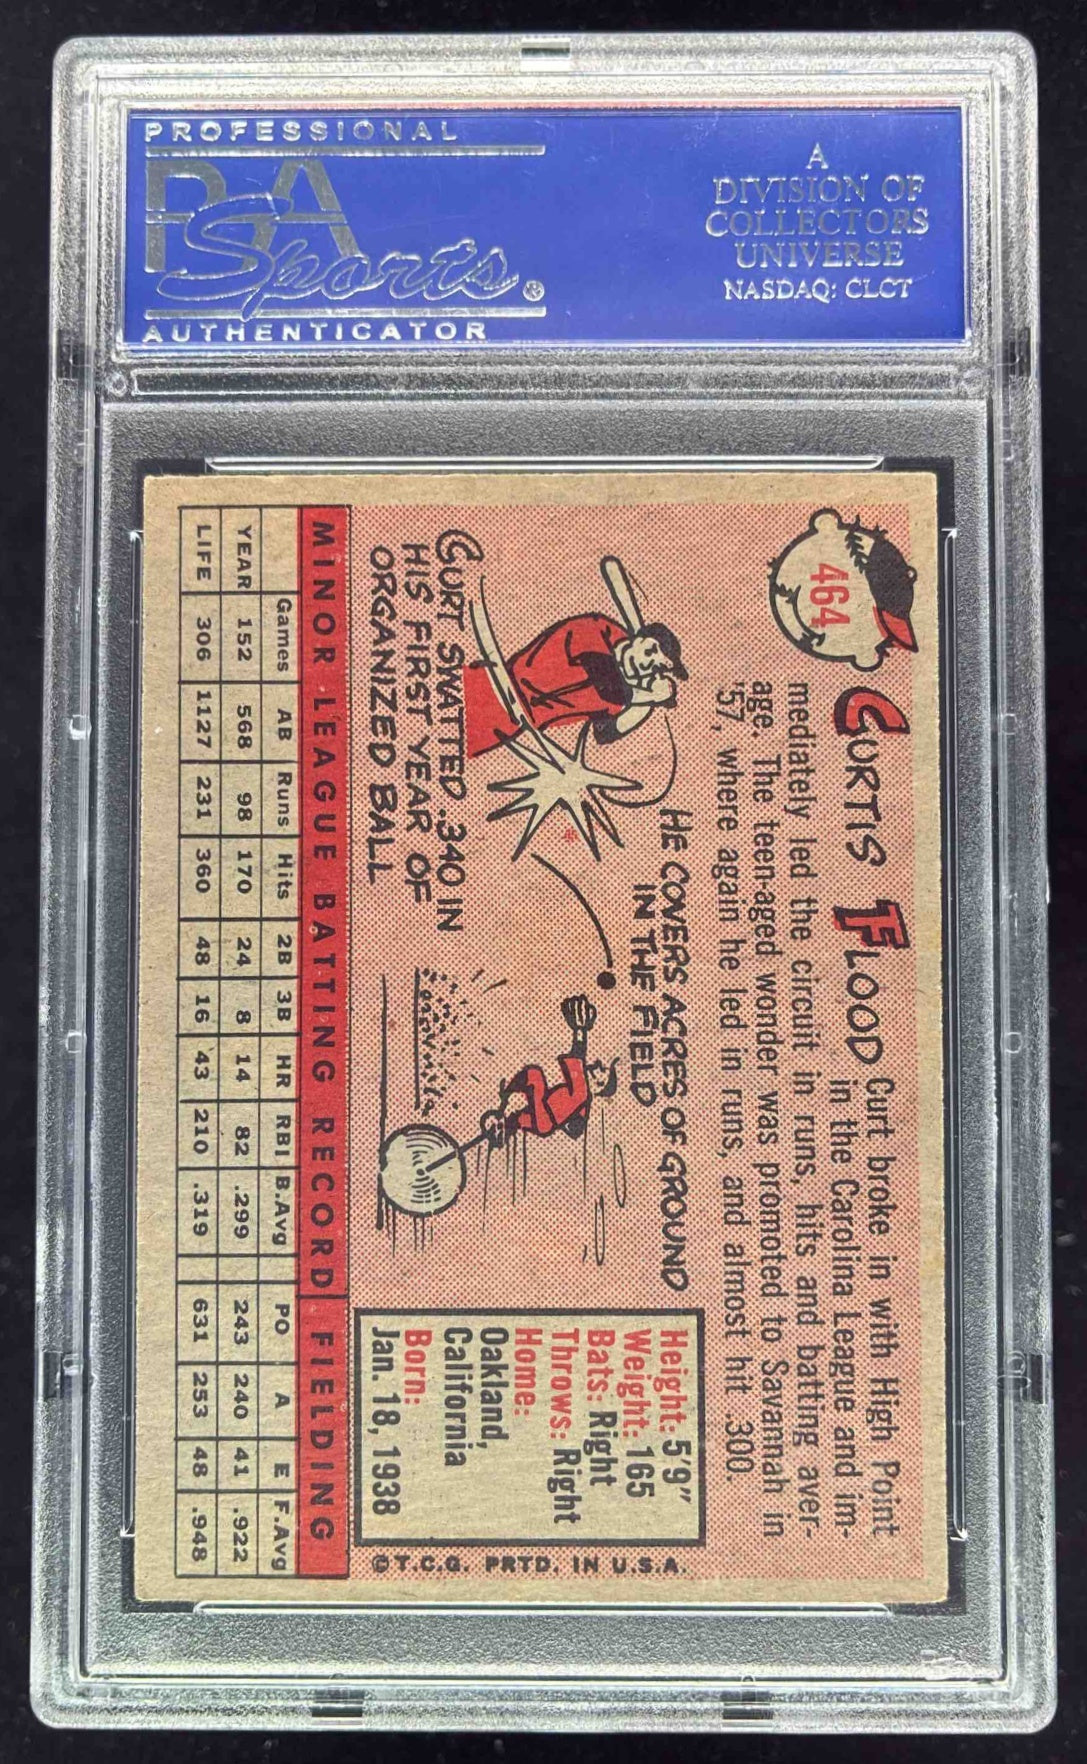 PROFESSIONAL
PSA
Sports®
AUTHENTICATOR
A
DIVISION OF
COLLECTORS
UNIVERSE
NASDAQ: CLCT
464
CURTIS FLOOD
Curt broke in with High Point
in the Carolina League and im-
mediately led the circuit in runs, hits and batting aver-
age. The teen-aged wonder was promoted to Savannah in
'57, where again he led in runs, and almost hit .300.
HE COVERS ACRES OF GROUND
IN THE FIELD
CURT SWATTED .340 IN
HIS FIRST YEAR OF
ORGANIZED BALL
Height: 5'9"
Weight: 165
Bats: Right
Throws: Right
Home:
Oakland,
California
Born:
Jan. 18, 1938
©T.C.G. PRTD. IN U.S.A.
MINOR LEAGUE BATTING RECORD FIELDING
Games AB Runs Hits 2B 3B HR RBI B.Avg PO A E F.Avg
YEAR 152 568 98 170 24 8 14 82 .299 243 240 41 .922
LIFE 306 1127 231 360 48 16 43 210 .319 631 253 48 .948